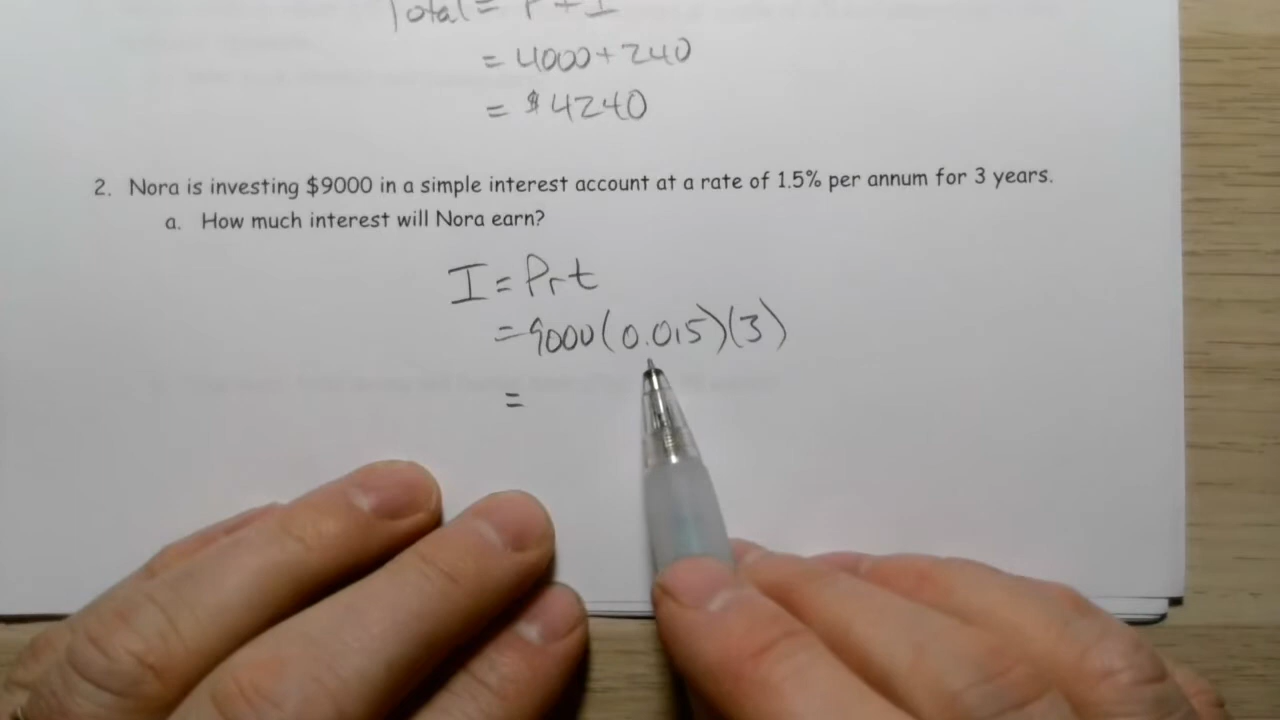 Total = P + I
= 4000 + 240
= $4240
2. Nora is investing $9000 in a simple interest account at a rate of 1.5% per annum for 3 years.
a. How much interest will Nora earn?
I = Prt
= 9000(0.015)(3)
=